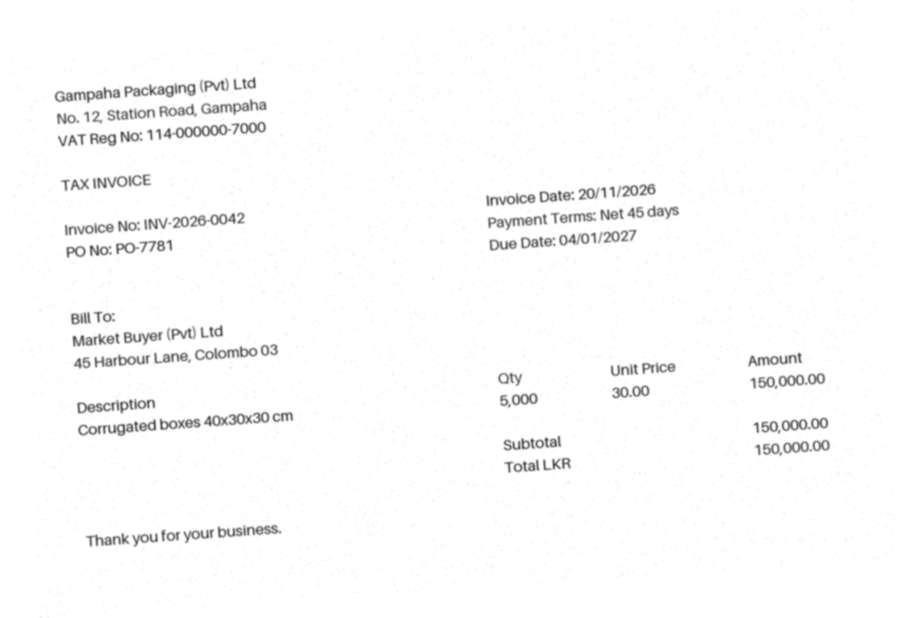 Gampaha Packaging (Pvt) Ltd
No. 12, Station Road, Gampaha
VAT Reg No: 114-000000-7000
TAX INVOICE
Invoice No: INV-2026-0042
PO No: PO-7781
Invoice Date: 20/11/2026
Payment Terms: Net 45 days
Due Date: 04/01/2027
Bill To:
Market Buyer (Pvt) Ltd
45 Harbour Lane, Colombo 03
Description Qty Unit Price Amount
Corrugated boxes 40x30x30 cm 5,000 30.00 150,000.00
Subtotal 150,000.00
Total LKR 150,000.00
Thank you for your business.